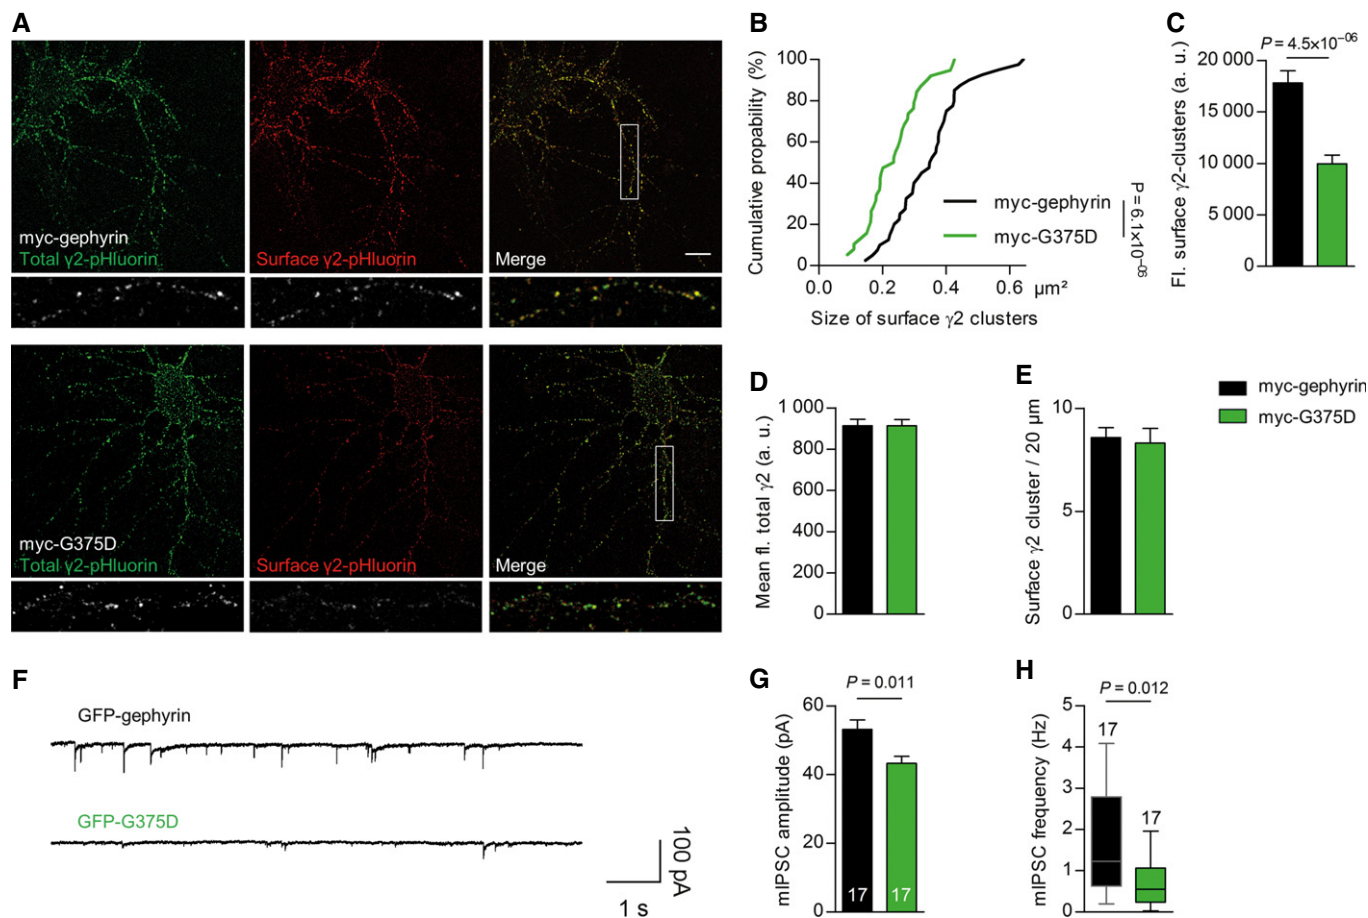 A
myc-gephyrin
Total γ2-pHluorin
Surface γ2-pHluorin
Merge
myc-G375D
Total γ2-pHluorin
Surface γ2-pHluorin
Merge
B
Cumulative propability (%)
100
80
60
40
20
0
0.0
0.2
0.4
0.6
μm²
Size of surface γ2 clusters
myc-gephyrin
myc-G375D
P = 6.1×10⁻⁰⁶
C
P = 4.5×10⁻⁰⁶
Fl. surface γ2-clusters (a. u.)
20 000
15 000
10 000
5 000
0
D
Mean fl. total γ2 (a. u.)
1 000
800
600
400
200
0
E
Surface γ2 cluster / 20 μm
10
5
0
myc-gephyrin
myc-G375D
F
GFP-gephyrin
GFP-G375D
100 pA
1 s
G
P = 0.011
mIPSC amplitude (pA)
60
40
20
0
17
17
H
P = 0.012
mIPSC frequency (Hz)
5
4
3
2
1
0
17
17